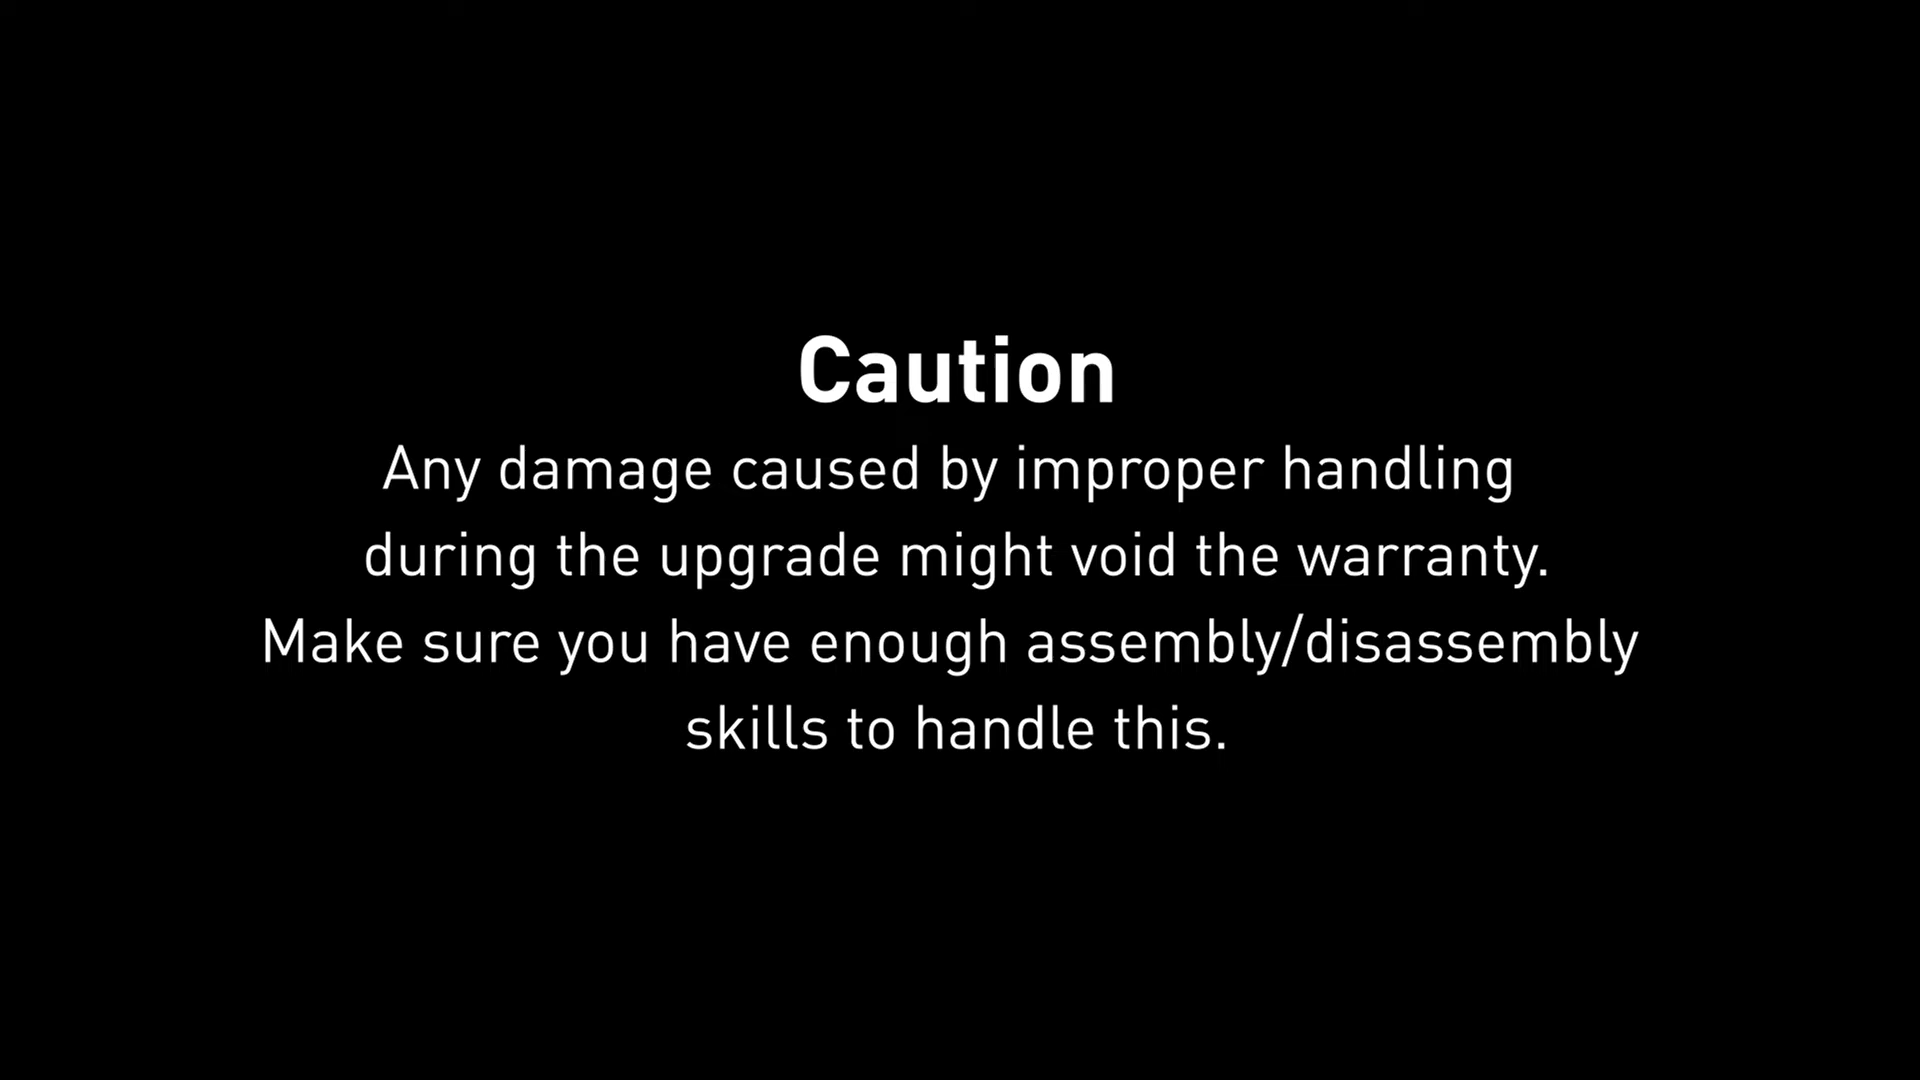 Caution
Any damage caused by improper handling
during the upgrade might void the warranty.
Make sure you have enough assembly/disassembly
skills to handle this.